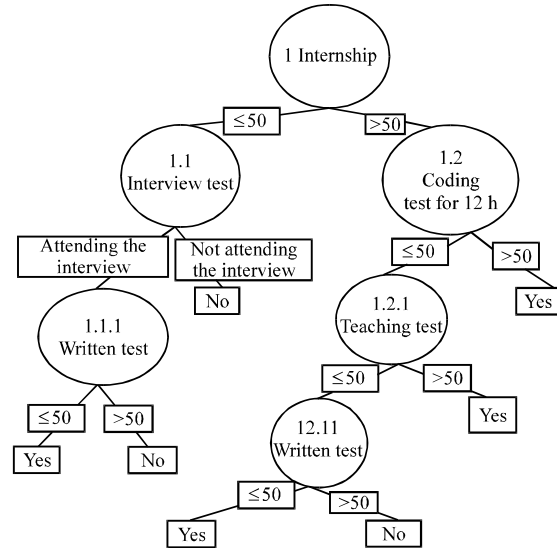 1 Internship
≤50
>50
1.1
Interview test
1.2
Coding
test for 12 h
Attending the
interview
Not attending
the interview
≤50
>50
No
Yes
1.1.1
Written test
1.2.1
Teaching test
≤50
>50
≤50
>50
Yes
Yes
No
12.11
Written test
≤50
>50
Yes
No